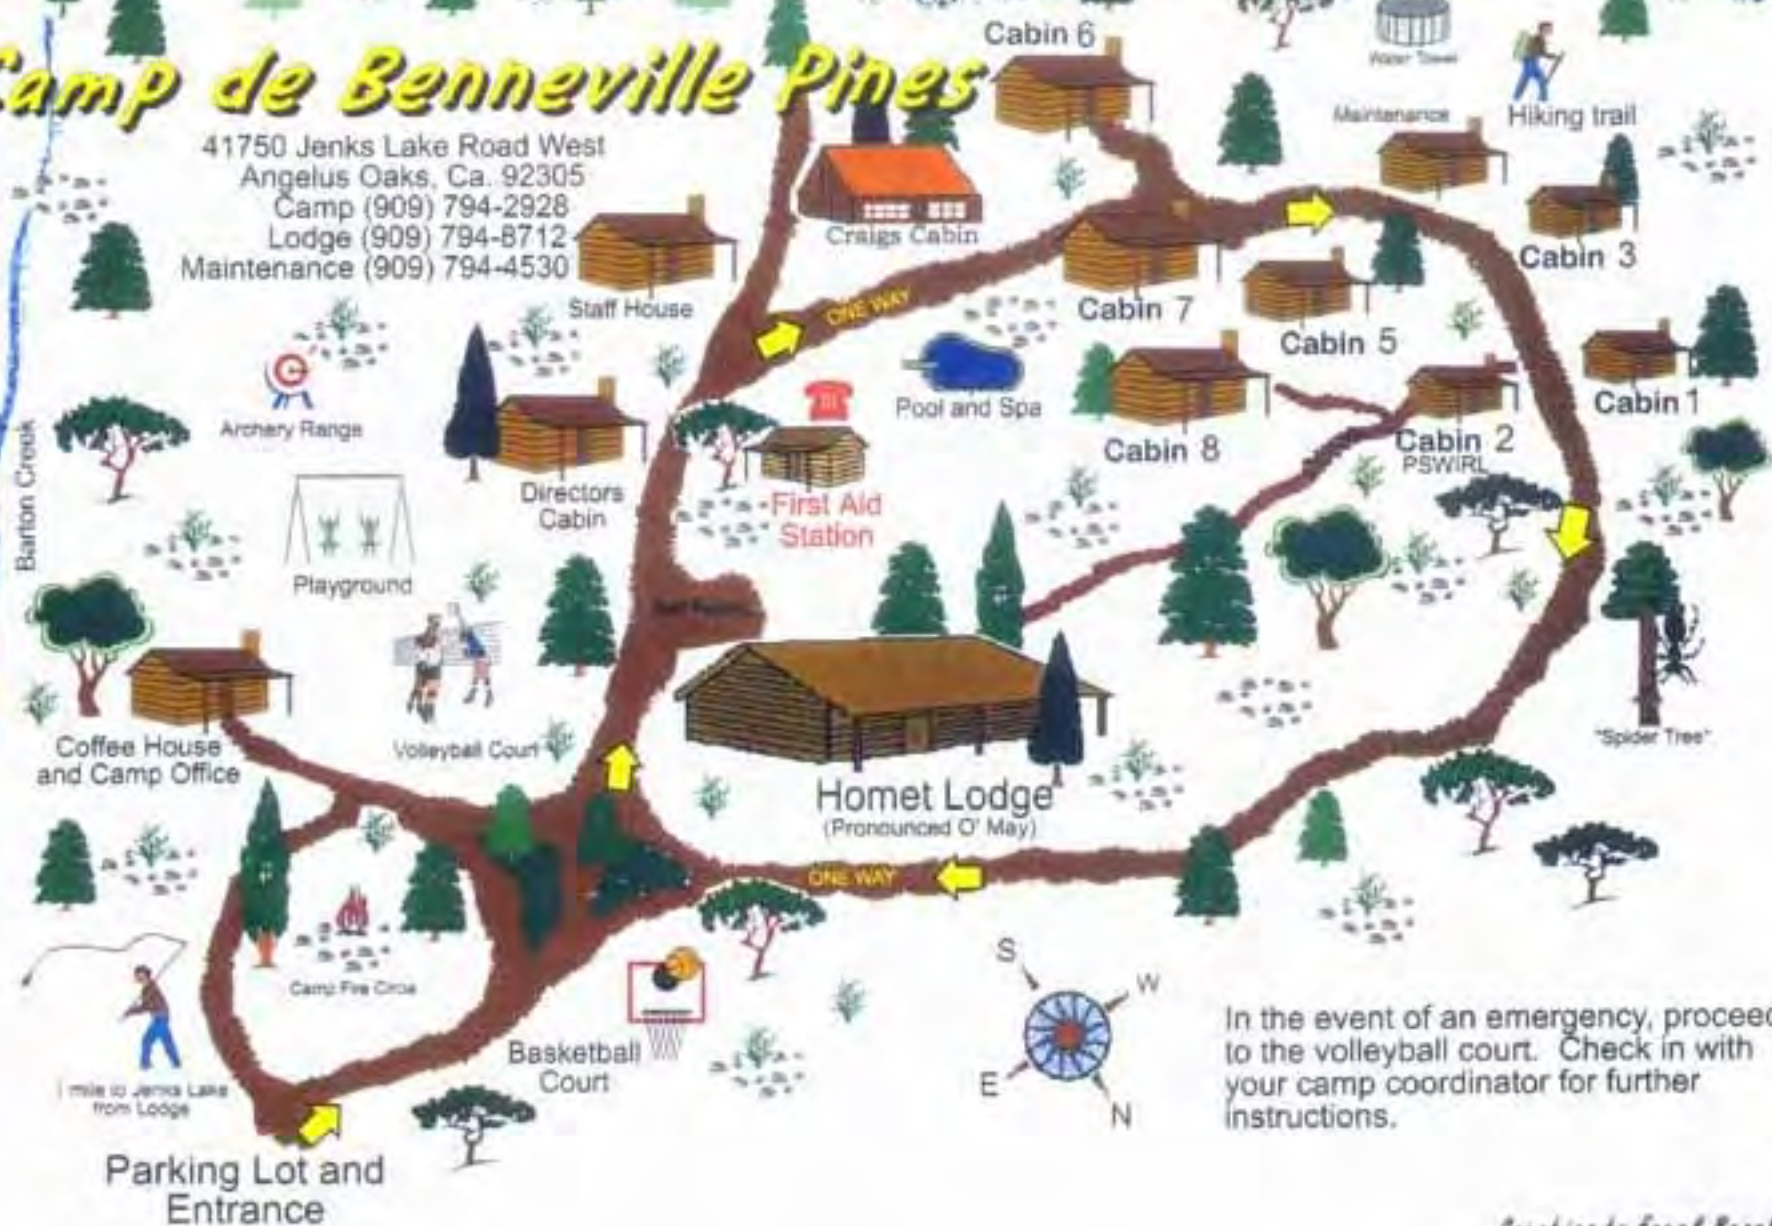 Camp de Benneville Pines
41750 Jenks Lake Road West
Angelus Oaks, Ca. 92305
Camp (909) 794-2928
Lodge (909) 794-8712
Maintenance (909) 794-4530
Cabin 6
Water Tower
Hiking trail
Maintenance
Craigs Cabin
Cabin 3
Staff House
ONE WAY
Cabin 7
Cabin 5
Cabin 1
Archery Range
Pool and Spa
Cabin 8
Cabin 2
PSWIRL
Barton Creek
Directors
Cabin
First Aid
Station
Playground
Coffee House
and Camp Office
Volleyball Court
"Spider Tree"
Homet Lodge
(Pronounced O' May)
ONE WAY
Camp Fire Circle
Basketball
Court
1 mile to Jenks Lake
from Lodge
S
W
E
N
In the event of an emergency, proceed
to the volleyball court. Check in with
your camp coordinator for further
instructions.
Parking Lot and
Entrance